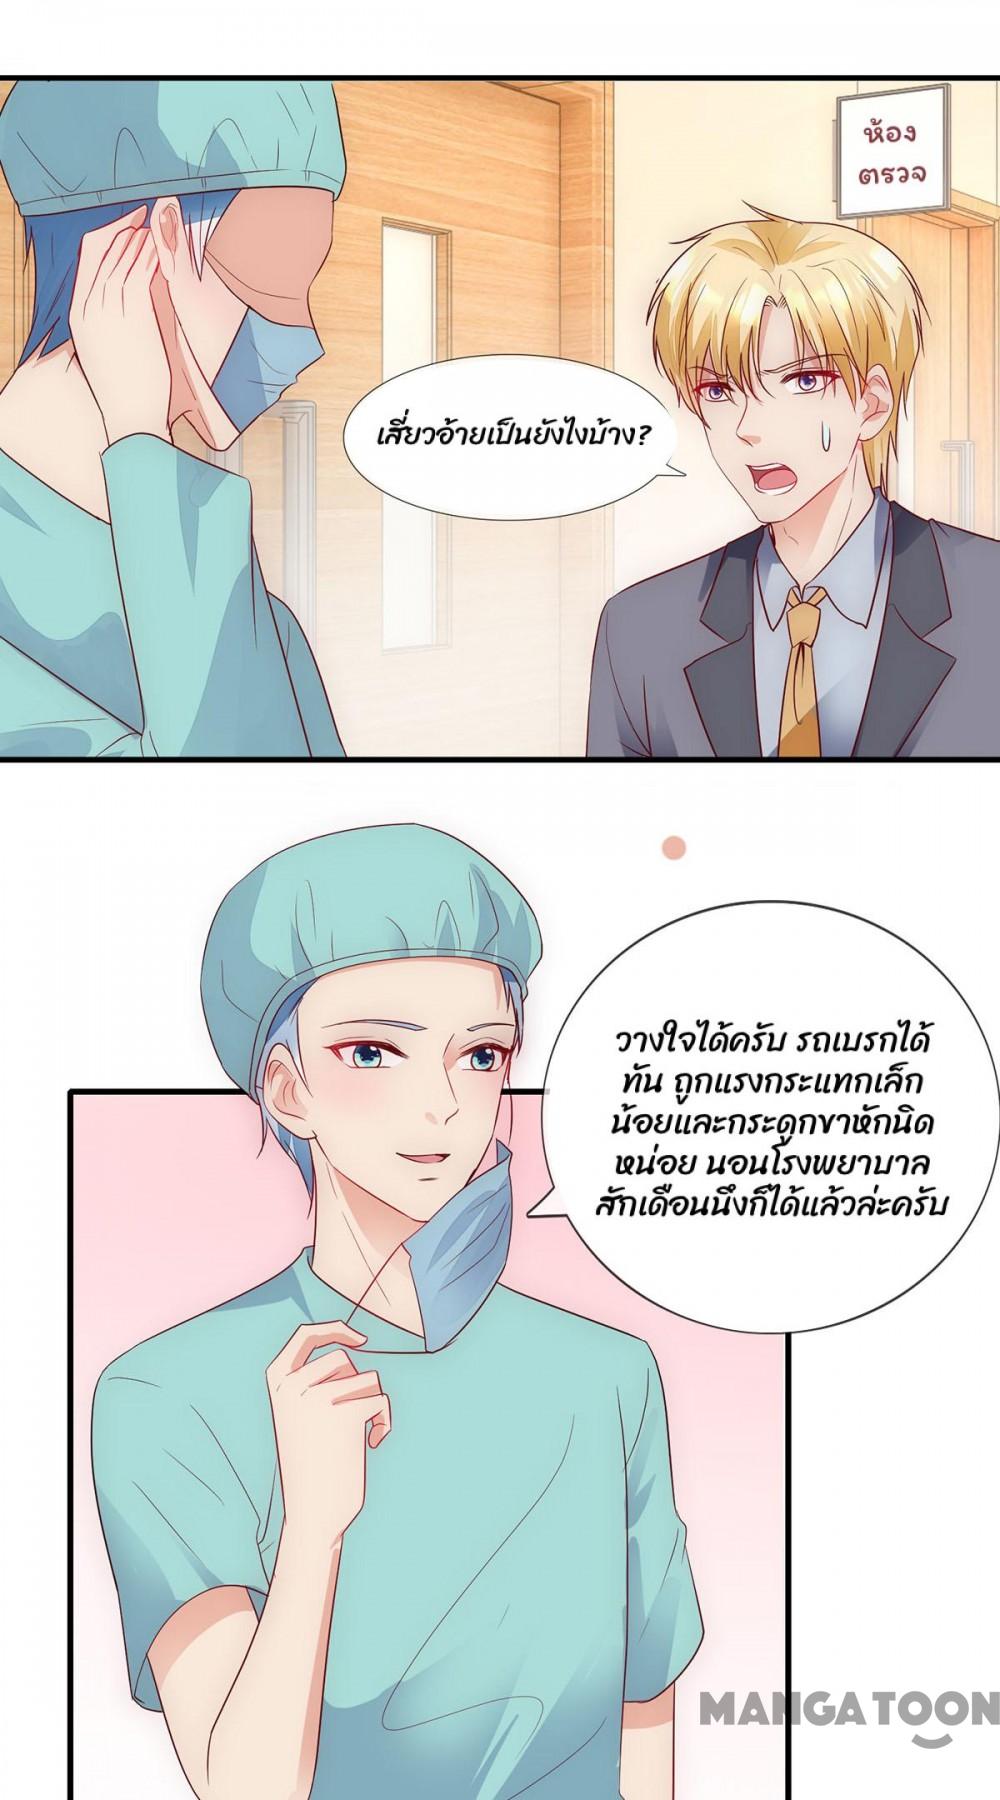 ห้อง
ตรวจ
เสี่ยวอ้ายเป็นยังไงบ้าง?
วางใจได้ครับ รถเบรกได้
ทัน ถูกแรงกระแทกเล็ก
น้อยและกระดูกขาหักนิด
หน่อย นอนโรงพยาบาล
สักเดือนนึงก็ได้แล้วล่ะครับ
MANGATOON